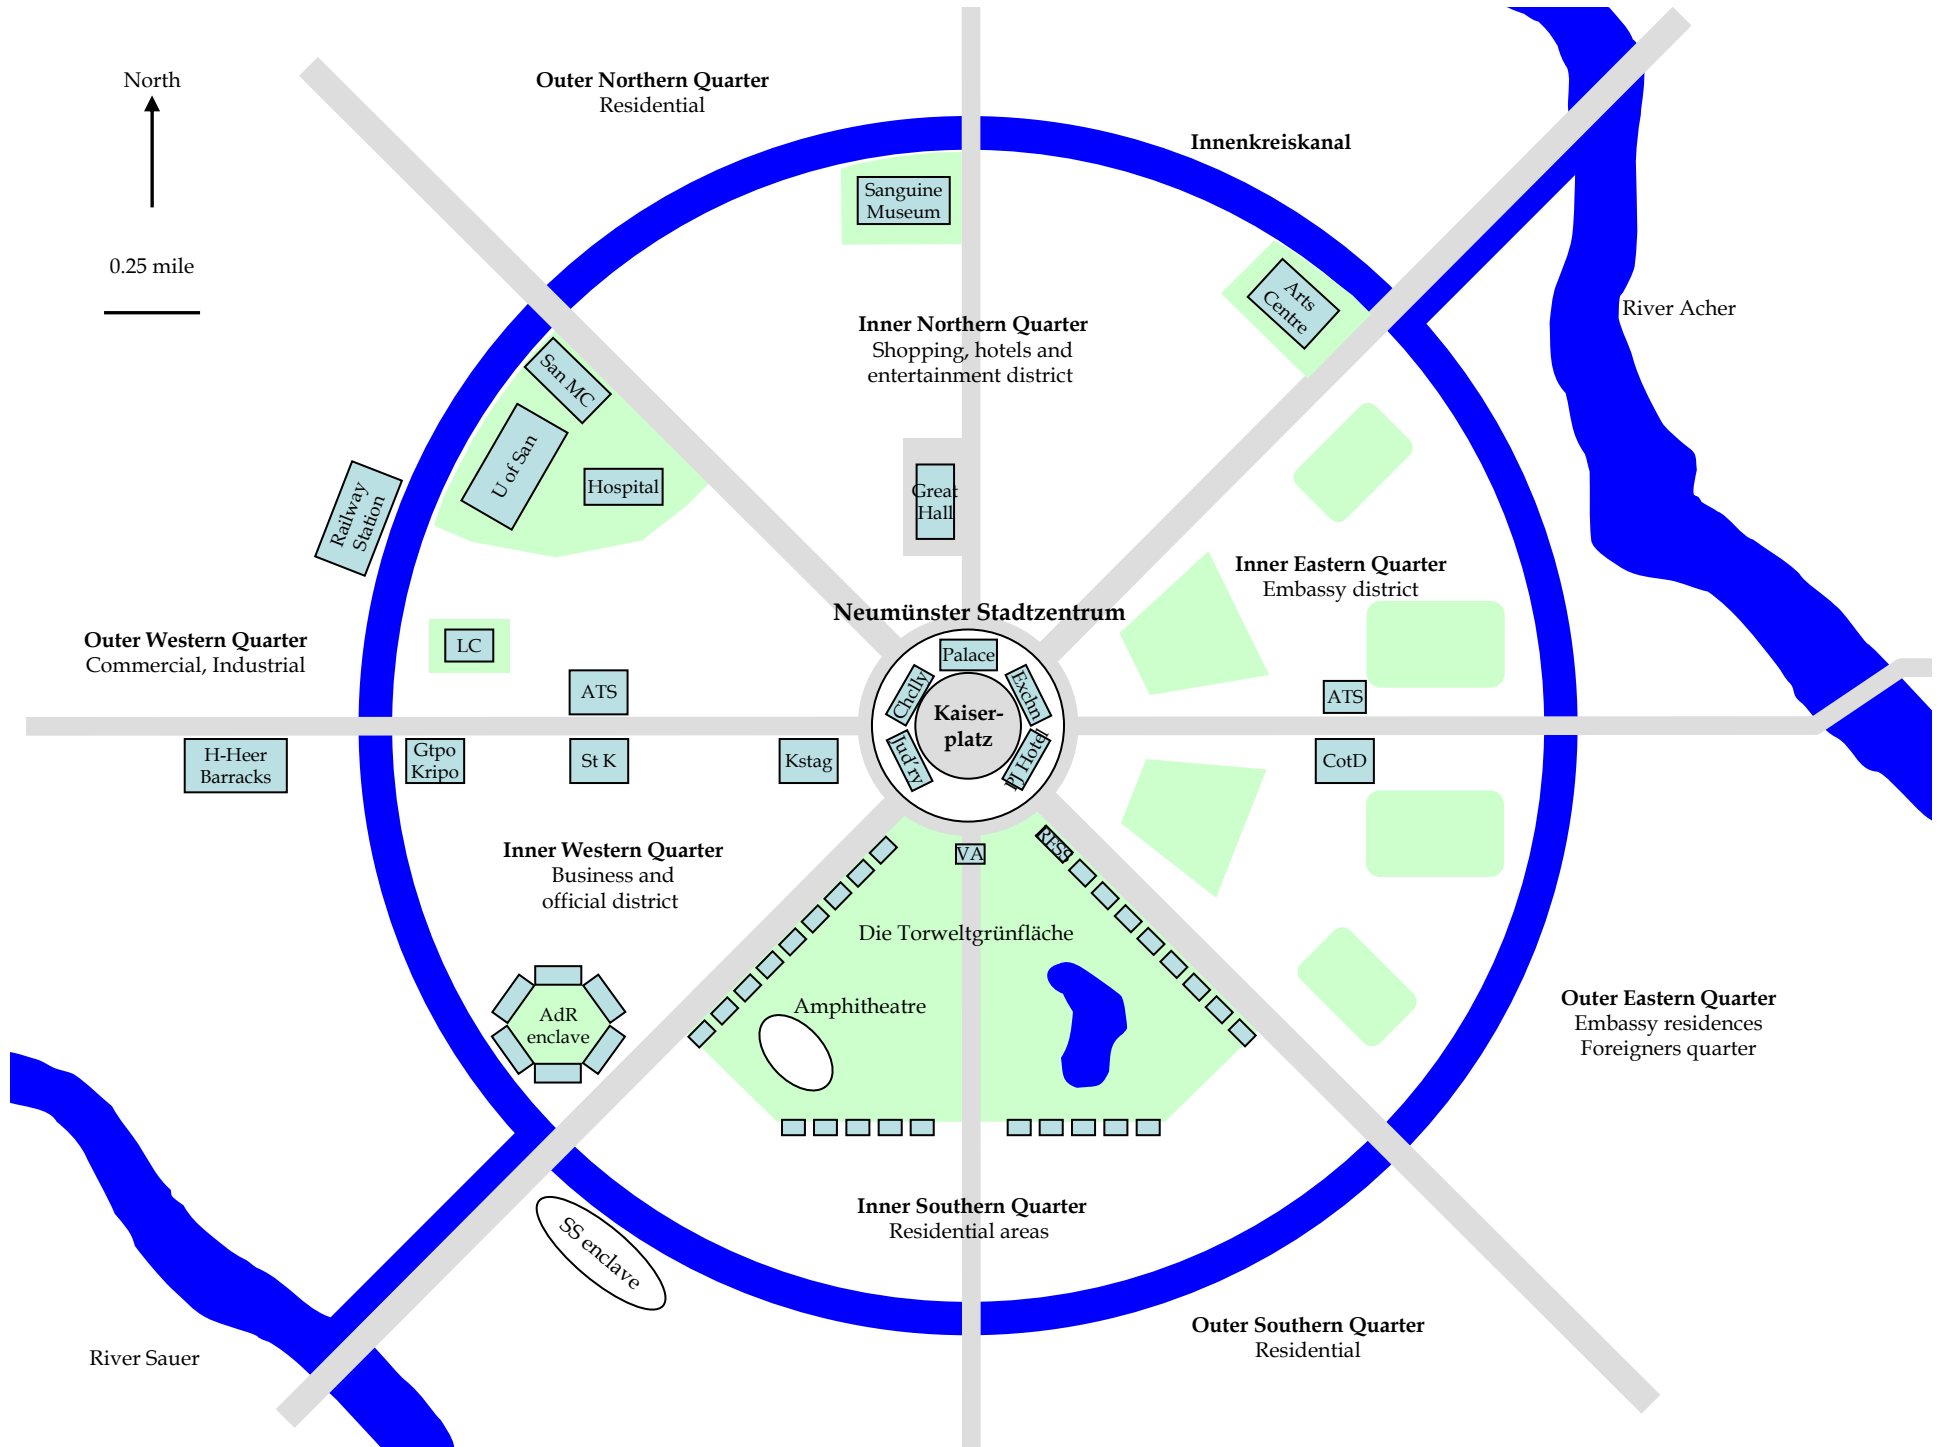 North
0.25 mile
Outer Northern Quarter
Residential
Innenkreiskanal
Sanguine
Museum
Arts
Centre
River Acher
Inner Northern Quarter
Shopping, hotels and
entertainment district
San MC
U of San
Hospital
Railway
Station
Great
Hall
Inner Eastern Quarter
Embassy district
Outer Western Quarter
Commercial, Industrial
LC
ATS
Neumünster Stadtzentrum
Palace
Chclly
Exchn
Kaiser-
platz
Jud'ry
PJ Hotel
ATS
H-Heer
Barracks
Gtpo
Kripo
St K
Kstag
CotD
VA
RESS
Inner Western Quarter
Business and
official district
Die Torweltgrünfläche
Amphitheatre
AdR
enclave
Outer Eastern Quarter
Embassy residences
Foreigners quarter
SS enclave
Inner Southern Quarter
Residential areas
Outer Southern Quarter
Residential
River Sauer